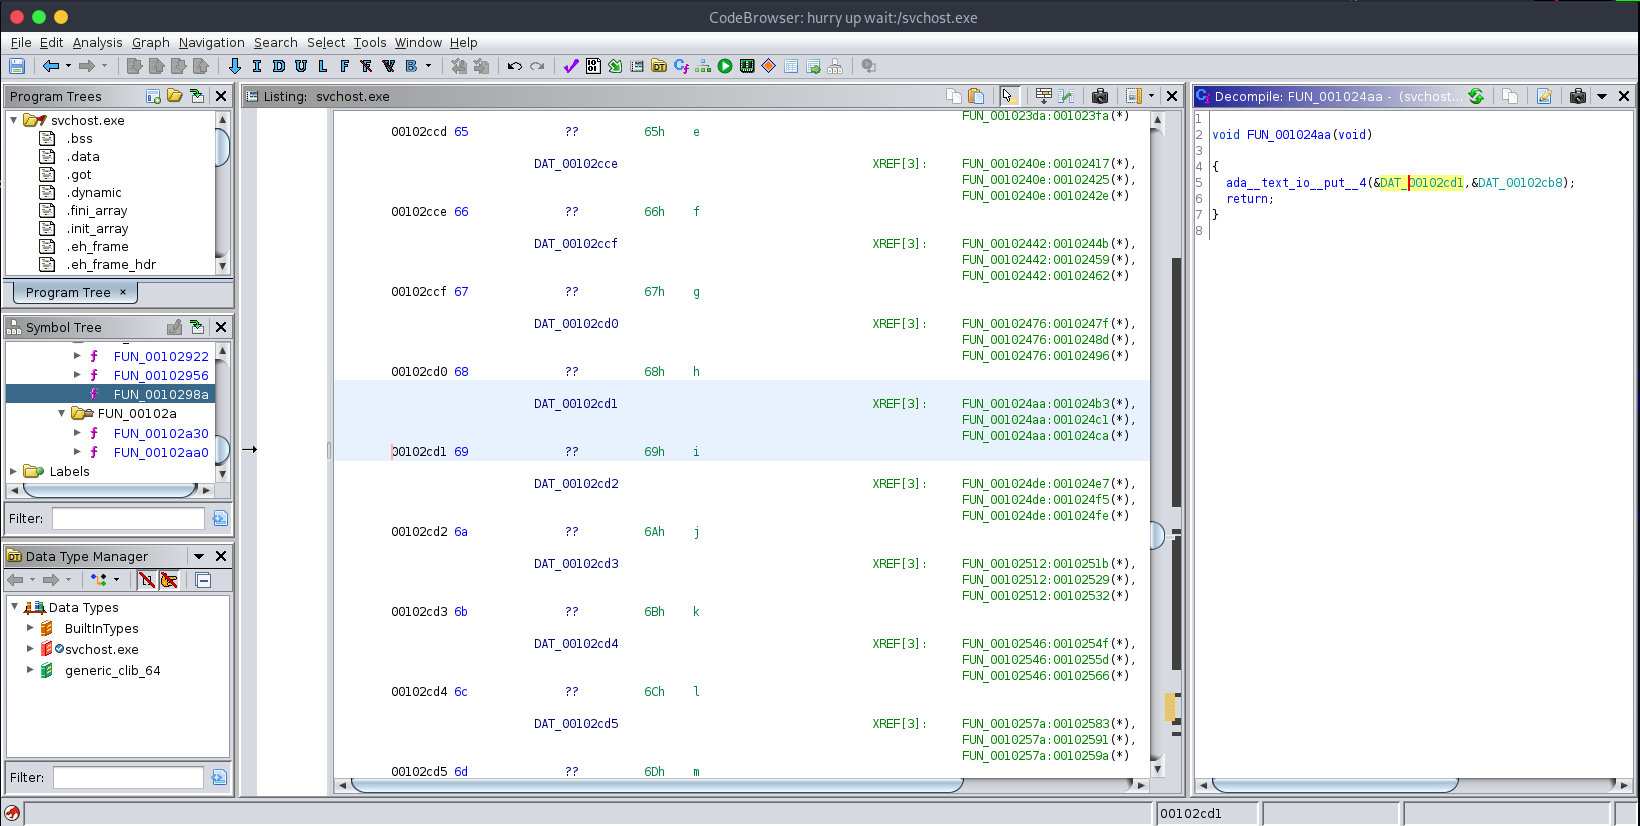 CodeBrowser: hurry up wait:/svchost.exe
File Edit Analysis Graph Navigation Search Select Tools Window Help
I D U L F B
Program Trees
svchost.exe
.bss
.data
.got
.dynamic
.fini_array
.init_array
.eh_frame
.eh_frame_hdr
Program Tree ×
Symbol Tree
FUN_00102922
FUN_00102956
FUN_0010298a
FUN_00102a
FUN_00102a30
FUN_00102aa0
Labels
Filter:
Data Type Manager
Data Types
BuiltInTypes
svchost.exe
generic_clib_64
Filter:
Listing: svchost.exe
FUN_001023da:001023fa(*)
00102ccd 65 ?? 65h e
DAT_00102cce XREF[3]: FUN_0010240e:00102417(*),
FUN_0010240e:00102425(*),
FUN_0010240e:0010242e(*)
00102cce 66 ?? 66h f
DAT_00102ccf XREF[3]: FUN_00102442:0010244b(*),
FUN_00102442:00102459(*),
FUN_00102442:00102462(*)
00102ccf 67 ?? 67h g
DAT_00102cd0 XREF[3]: FUN_00102476:0010247f(*),
FUN_00102476:0010248d(*),
FUN_00102476:00102496(*)
00102cd0 68 ?? 68h h
DAT_00102cd1 XREF[3]: FUN_001024aa:001024b3(*),
FUN_001024aa:001024c1(*),
FUN_001024aa:001024ca(*)
00102cd1 69 ?? 69h i
DAT_00102cd2 XREF[3]: FUN_001024de:001024e7(*),
FUN_001024de:001024f5(*),
FUN_001024de:001024fe(*)
00102cd2 6a ?? 6Ah j
DAT_00102cd3 XREF[3]: FUN_00102512:0010251b(*),
FUN_00102512:00102529(*),
FUN_00102512:00102532(*)
00102cd3 6b ?? 6Bh k
DAT_00102cd4 XREF[3]: FUN_00102546:0010254f(*),
FUN_00102546:0010255d(*),
FUN_00102546:00102566(*)
00102cd4 6c ?? 6Ch l
DAT_00102cd5 XREF[3]: FUN_0010257a:00102583(*),
FUN_0010257a:00102591(*),
FUN_0010257a:0010259a(*)
00102cd5 6d ?? 6Dh m
Decompile: FUN_001024aa - (svchost...
1
2 void FUN_001024aa(void)
3
4 {
5 ada__text_io__put__4(&DAT_00102cd1,&DAT_00102cb8);
6 return;
7 }
8
00102cd1